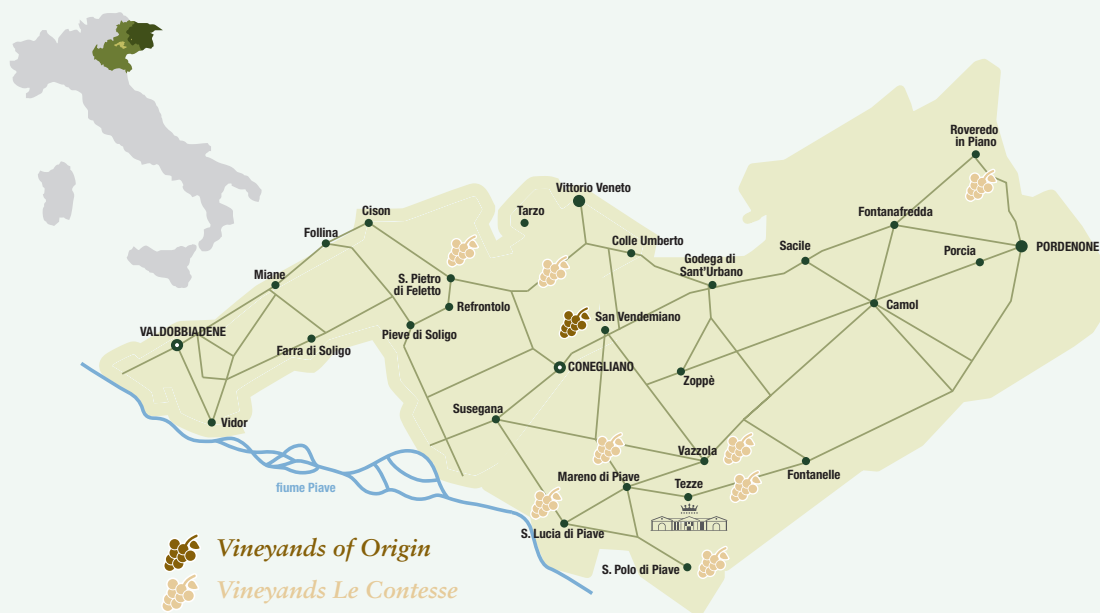 Roveredo
in Piano
Vittorio Veneto
Cison
Tarzo
Fontanafredda
Follina
Colle Umberto
Sacile
PORDENONE
Porcia
Godega di
Sant'Urbano
Miane
S. Pietro
di Feletto
Refrontolo
Camol
San Vendemiano
VALDOBBIADENE
Pieve di Soligo
Farra di Soligo
CONEGLIANO
Zoppè
Susegana
Vidor
Vazzola
Mareno di Piave
Tezze
Fontanelle
fiume Piave
S. Lucia di Piave
S. Polo di Piave
Vineyands of Origin
Vineyands Le Contesse